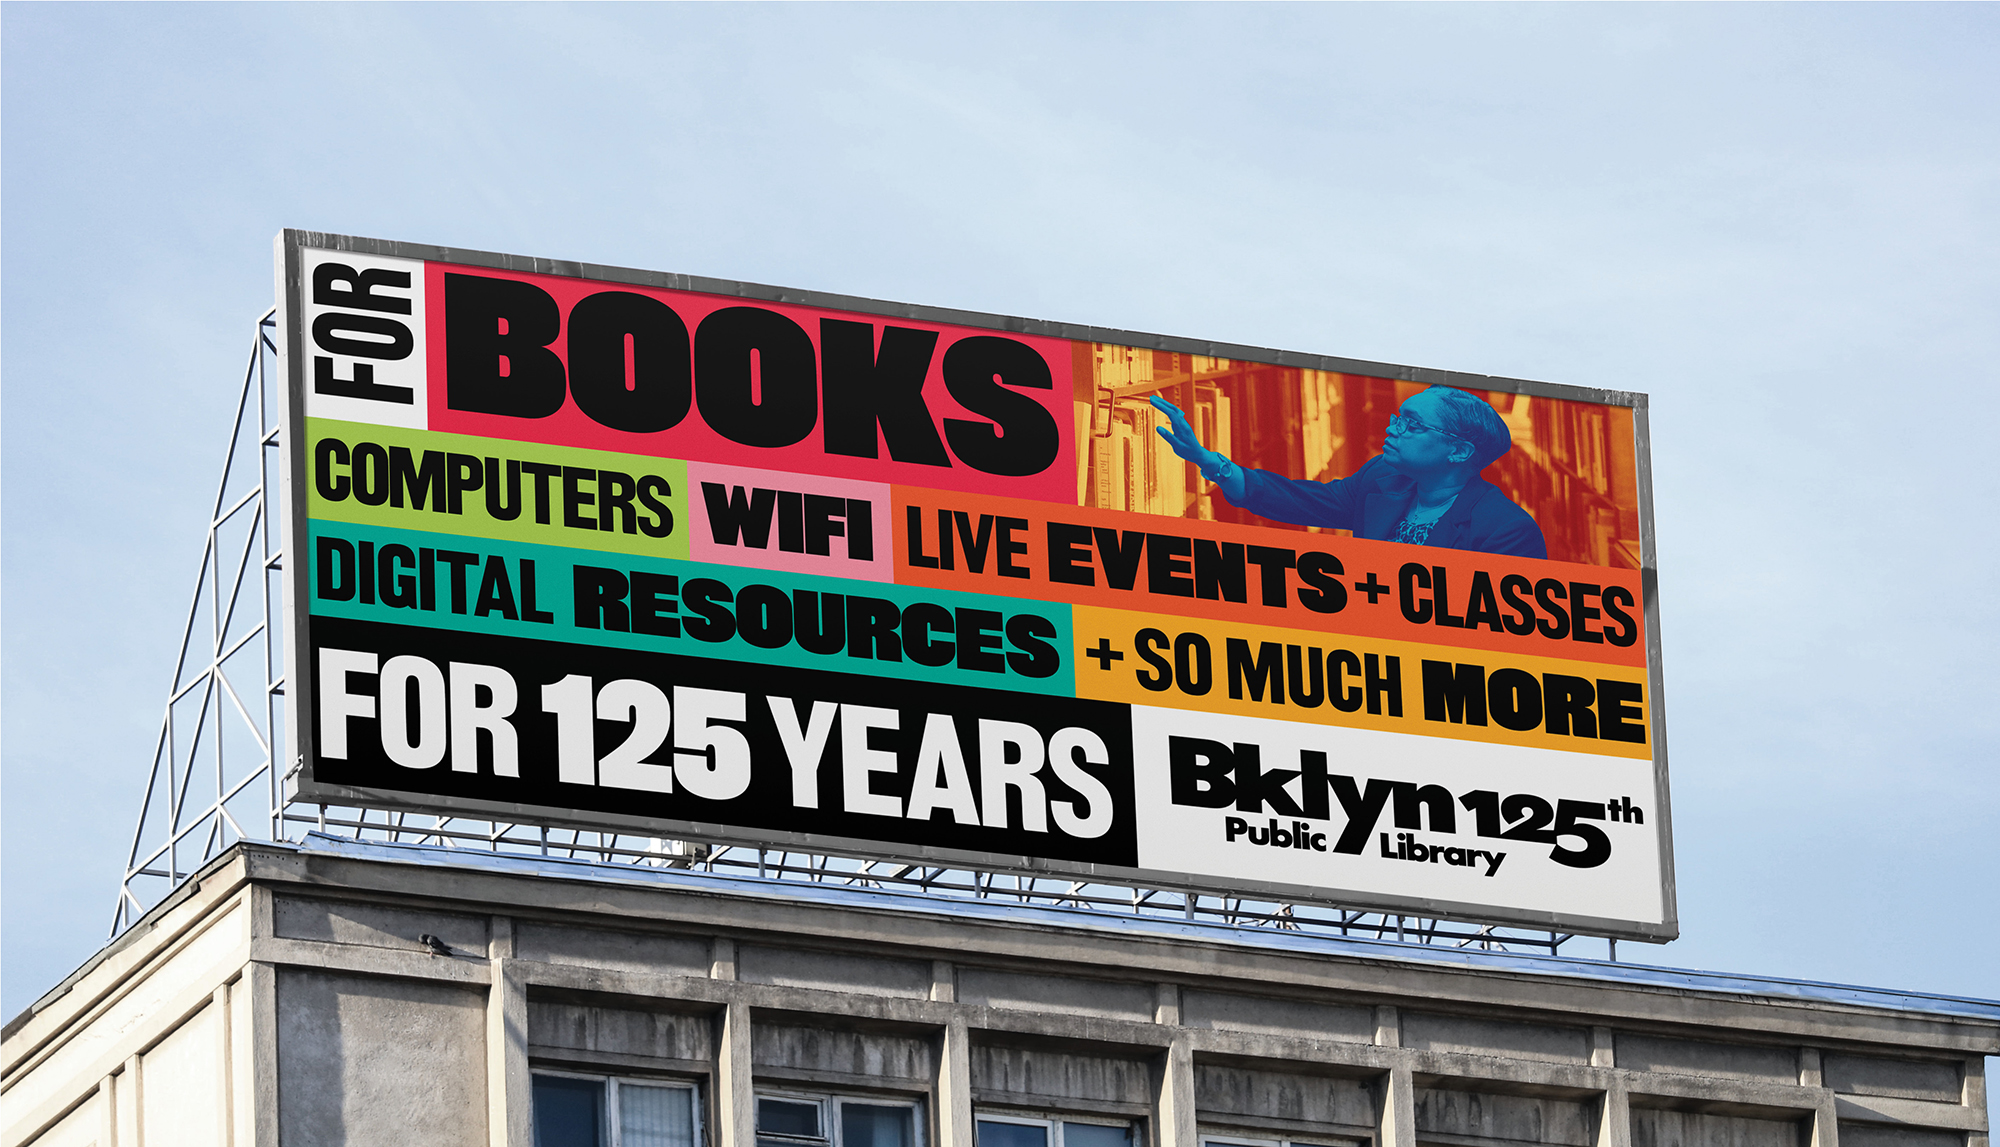 FOR BOOKS
COMPUTERS WIFI LIVE EVENTS + CLASSES
DIGITAL RESOURCES + SO MUCH MORE
FOR 125 YEARS
Bklyn 125th
Public Library